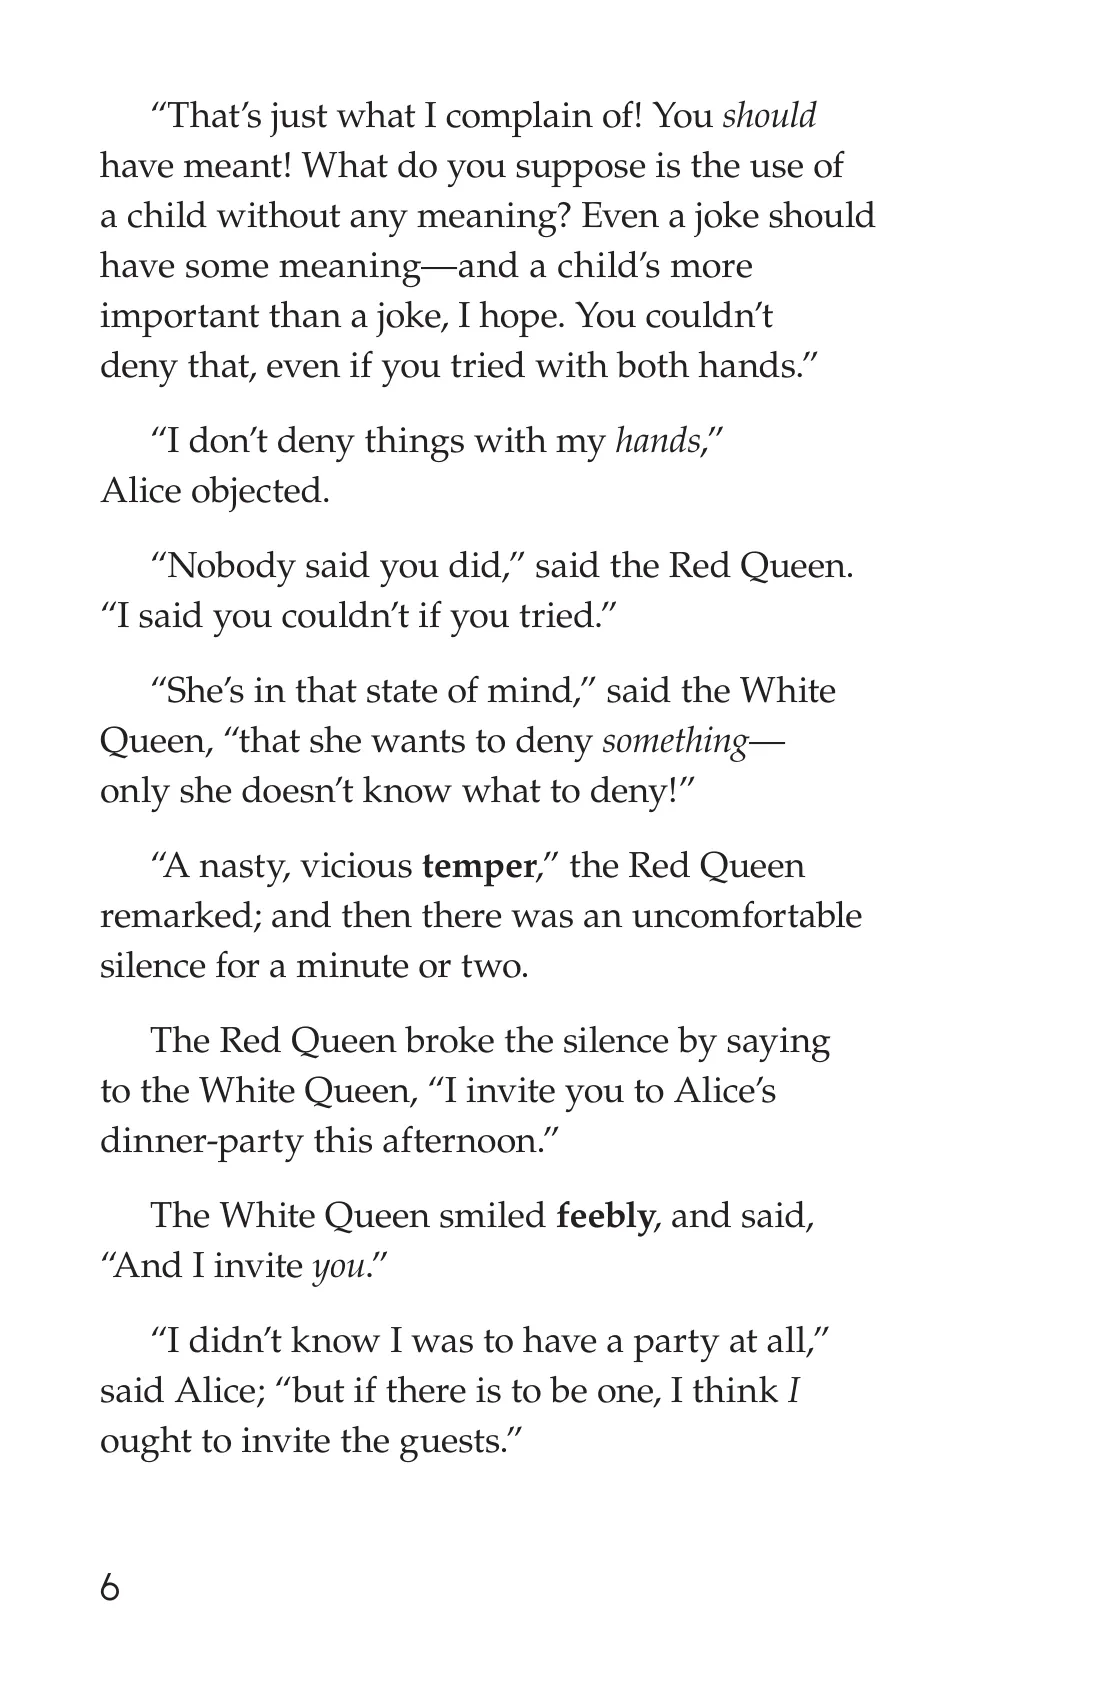 “That’s just what I complain of! You should
have meant! What do you suppose is the use of
a child without any meaning? Even a joke should
have some meaning—and a child’s more
important than a joke, I hope. You couldn’t
deny that, even if you tried with both hands.”
“I don’t deny things with my hands,”
Alice objected.
“Nobody said you did,” said the Red Queen.
“I said you couldn’t if you tried.”
“She’s in that state of mind,” said the White
Queen, “that she wants to deny something—
only she doesn’t know what to deny!”
“A nasty, vicious temper,” the Red Queen
remarked; and then there was an uncomfortable
silence for a minute or two.
The Red Queen broke the silence by saying
to the White Queen, “I invite you to Alice’s
dinner-party this afternoon.”
The White Queen smiled feebly, and said,
“And I invite you.”
“I didn’t know I was to have a party at all,”
said Alice; “but if there is to be one, I think I
ought to invite the guests.”
6